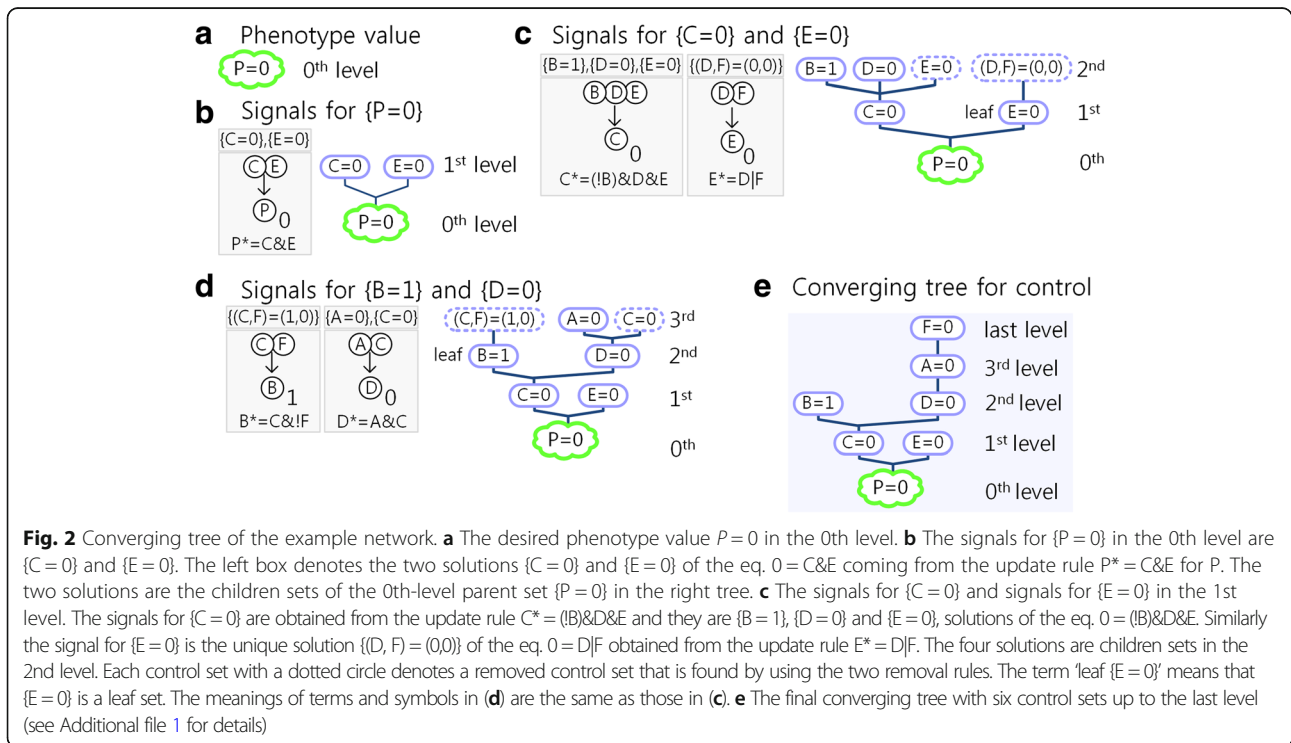 a Phenotype value
P=0 0th level
b Signals for {P=0}
{C=0},{E=0}
C E
P 0
P*=C&E
C=0 E=0 1st level
P=0 0th level
c Signals for {C=0} and {E=0}
{B=1},{D=0},{E=0}
B D E
C 0
C*=(!B)&D&E
{(D,F)=(0,0)}
D F
E 0
E*=D|F
B=1 D=0 E=0 (D,F)=(0,0) 2nd
C=0 leaf E=0 1st
P=0 0th
d Signals for {B=1} and {D=0}
{(C,F)=(1,0)}
C F
B 1
B*=C&!F
{A=0},{C=0}
A C
D 0
D*=A&C
(C,F)=(1,0) A=0 C=0 3rd
leaf B=1 D=0 2nd
C=0 E=0 1st
P=0 0th
e Converging tree for control
F=0 last level
A=0 3rd level
B=1 D=0 2nd level
C=0 E=0 1st level
P=0 0th level
Fig. 2 Converging tree of the example network. a The desired phenotype value P = 0 in the 0th level. b The signals for {P = 0} in the 0th level are
{C = 0} and {E = 0}. The left box denotes the two solutions {C = 0} and {E = 0} of the eq. 0 = C&E coming from the update rule P* = C&E for P. The
two solutions are the children sets of the 0th-level parent set {P = 0} in the right tree. c The signals for {C = 0} and signals for {E = 0} in the 1st
level. The signals for {C = 0} are obtained from the update rule C* = (!B)&D&E and they are {B = 1}, {D = 0} and {E = 0}, solutions of the eq. 0 = (!B)&D&E. Similarly
the signal for {E = 0} is the unique solution {(D, F) = (0,0)} of the eq. 0 = D|F obtained from the update rule E* = D|F. The four solutions are children sets in the
2nd level. Each control set with a dotted circle denotes a removed control set that is found by using the two removal rules. The term ‘leaf {E = 0}’ means that
{E = 0} is a leaf set. The meanings of terms and symbols in (d) are the same as those in (c). e The final converging tree with six control sets up to the last level
(see Additional file 1 for details)